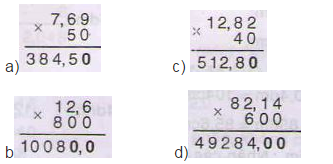 a) × 7,69
50
384,50
c) × 12,82
40
512,80
b × 12,6
800
10080,0
d) × 82,14
600
49284,00